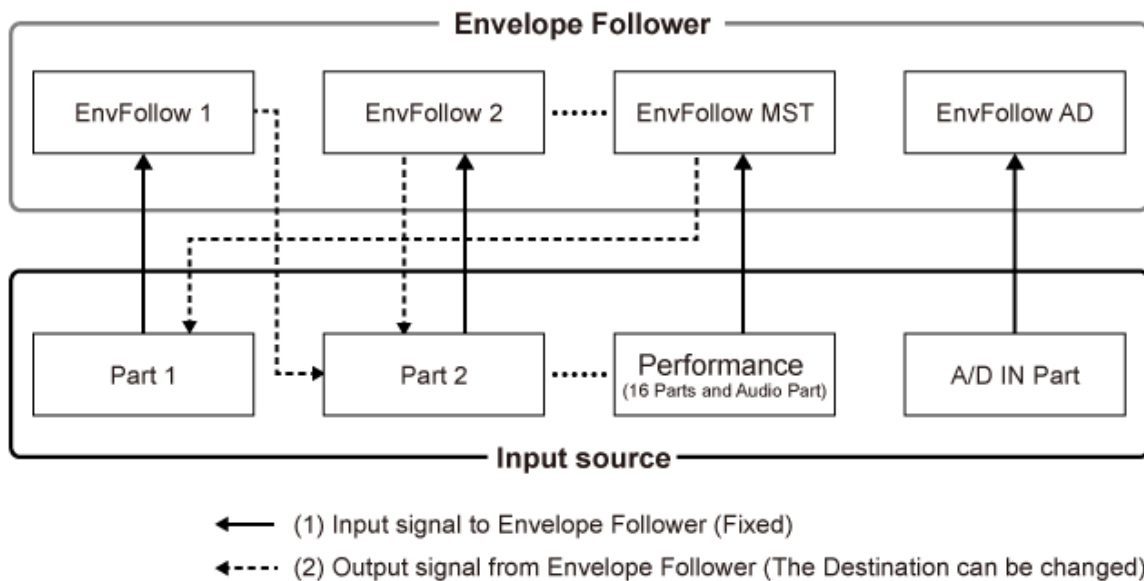 Envelope Follower
EnvFollow 1
EnvFollow 2
EnvFollow MST
EnvFollow AD
Part 1
Part 2
Performance
(16 Parts and Audio Part)
A/D IN Part
Input source
(1) Input signal to Envelope Follower (Fixed)
(2) Output signal from Envelope Follower (The Destination can be changed)